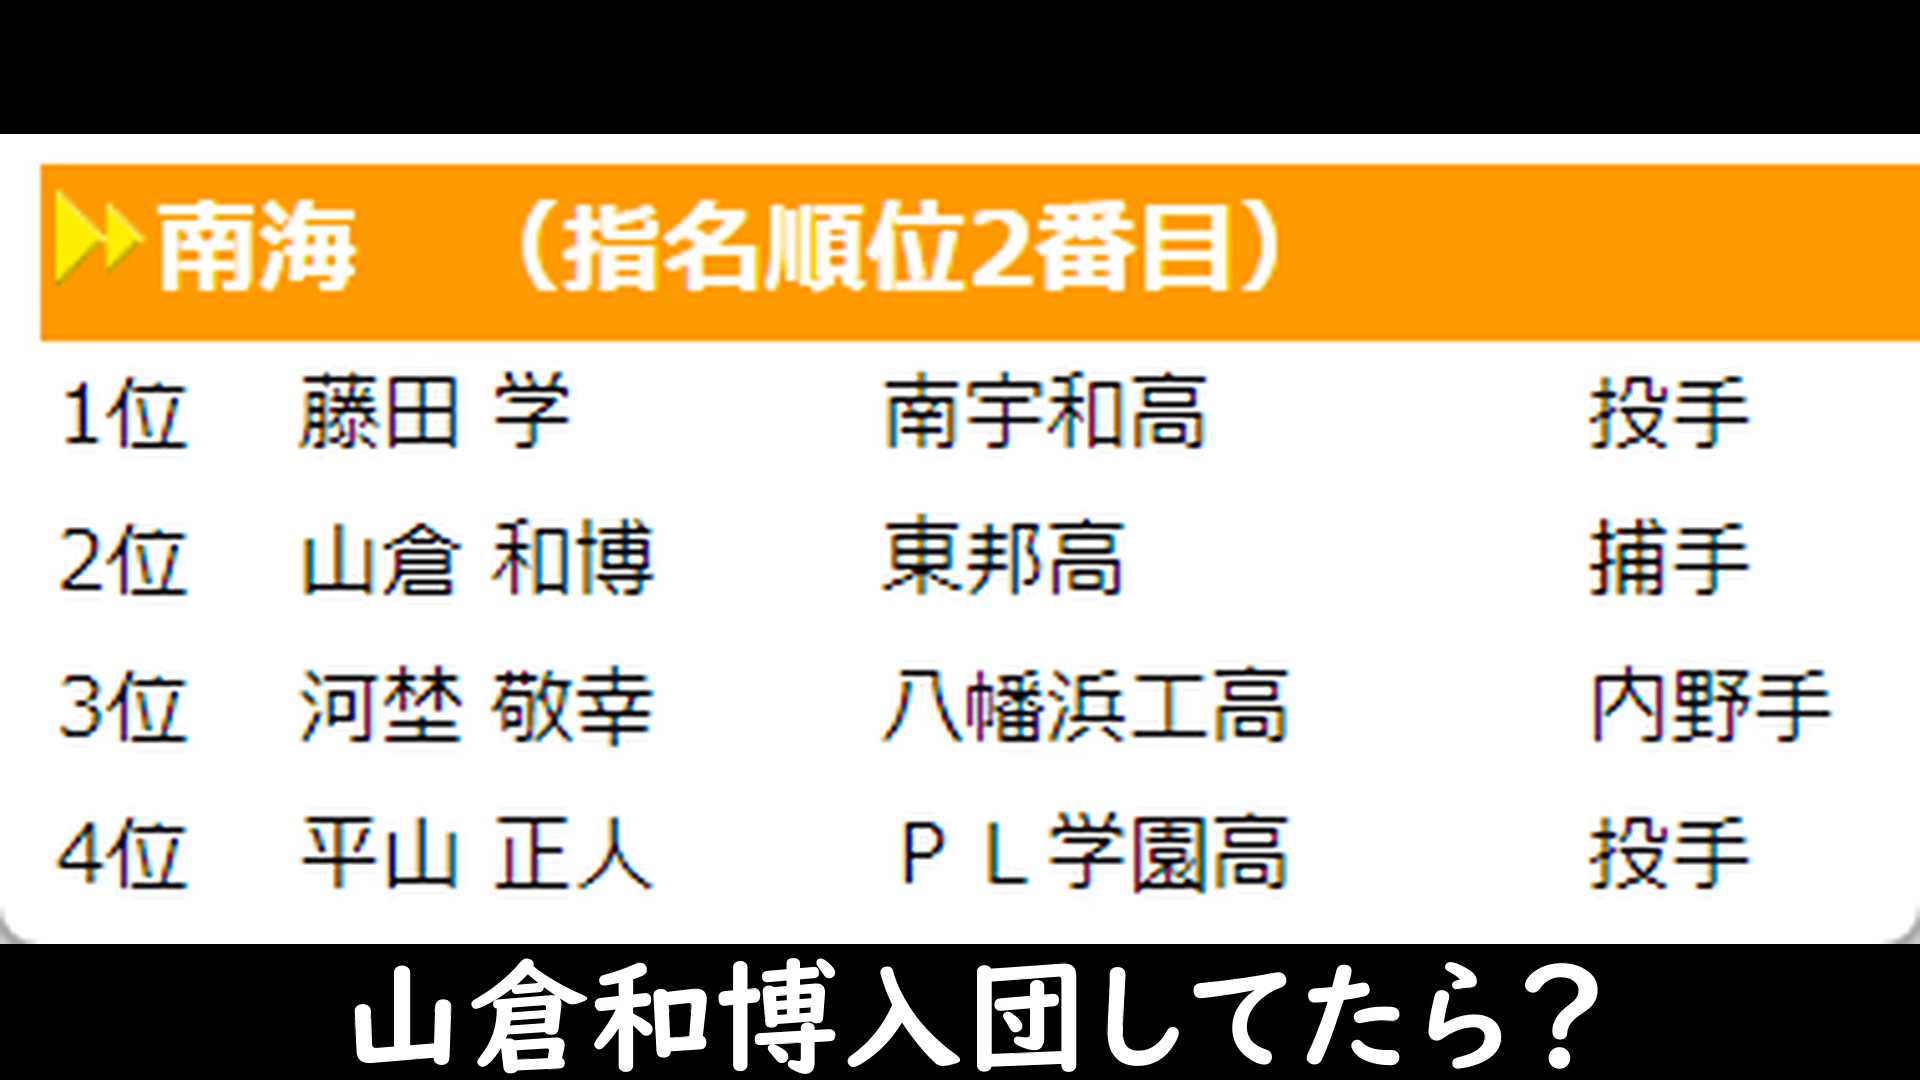 南海　（指名順位2番目）
1位 藤田 学 南宇和高 投手
2位 山倉 和博 東邦高 捕手
3位 河埜 敬幸 八幡浜工高 内野手
4位 平山 正人 ＰＬ学園高 投手
山倉和博入団してたら？